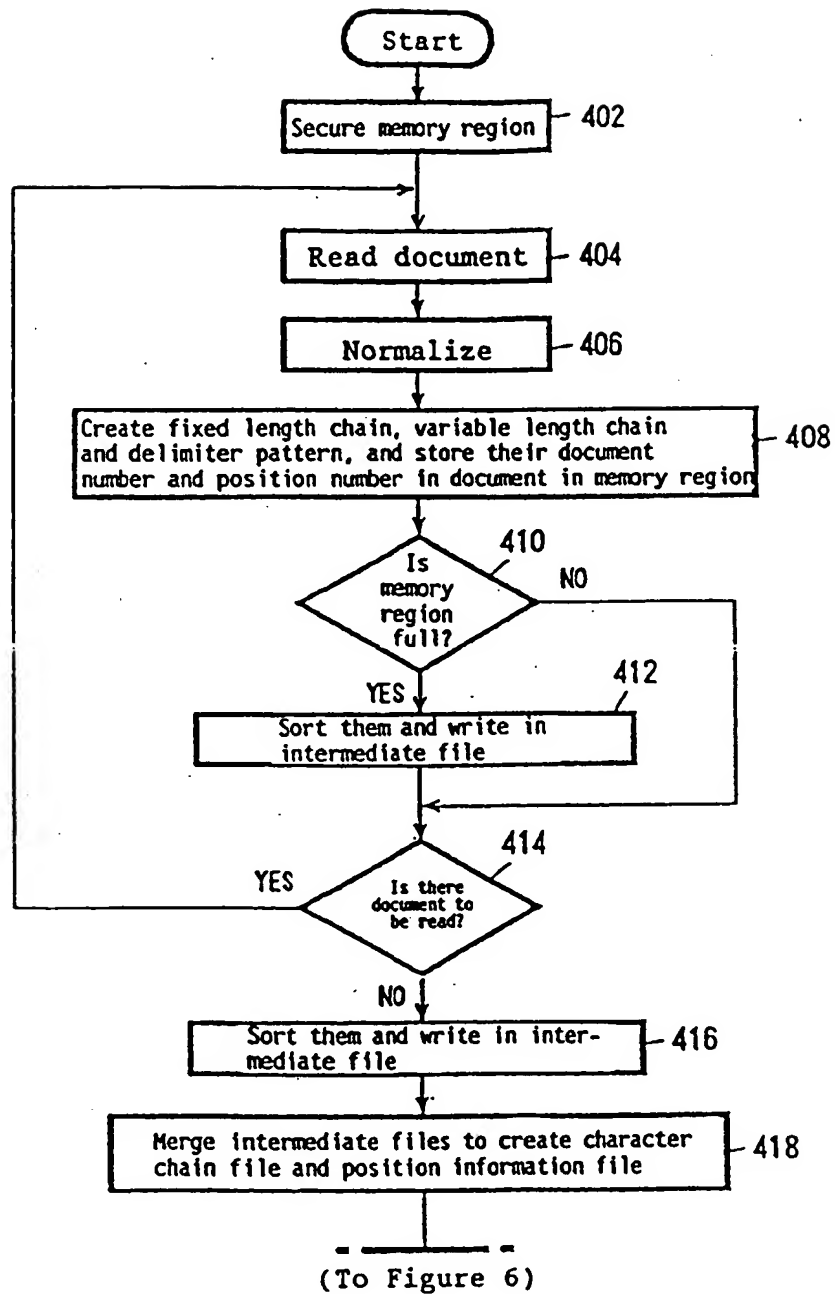 Start
Secure memory region
402
Read document
404
Normalize
406
Create fixed length chain, variable length chain
and delimiter pattern, and store their document
number and position number in document in memory region
408
410
Is
memory
region
full?
NO
YES
412
Sort them and write in
intermediate file
414
YES
Is there
document to
be read?
NO
Sort them and write in inter-
mediate file
416
Merge intermediate files to create character
chain file and position information file
418
(To Figure 6)